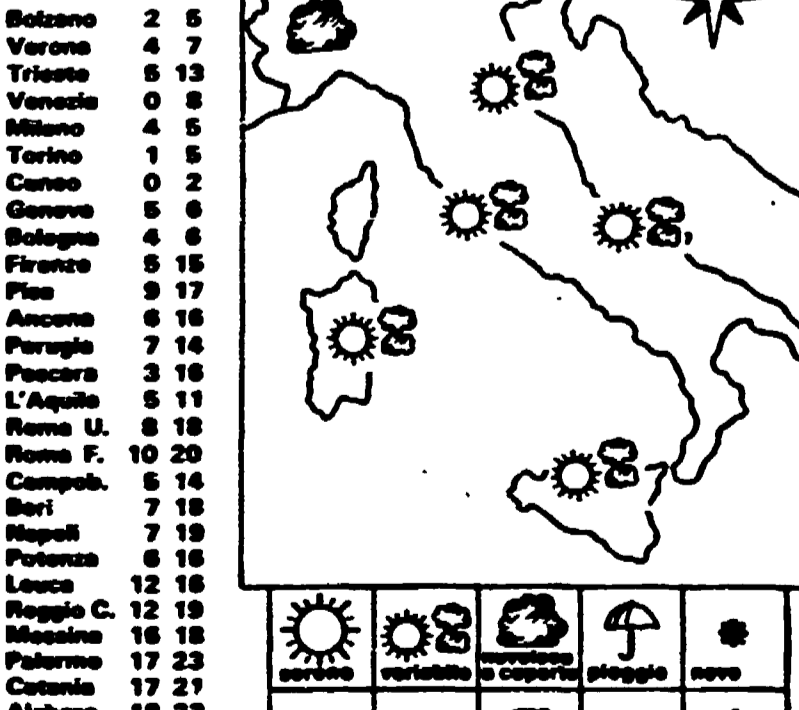 Bolzano 2 5
Verona 4 7
Trieste 5 13
Venezia 0 8
Milano 4 5
Torino 1 5
Cuneo 0 2
Genova 5 6
Bologna 4 6
Firenze 5 15
Pisa 9 17
Ancona 6 16
Perugia 7 14
Pescara 3 16
L'Aquila 5 11
Roma U. 8 18
Roma F. 10 20
Campob. 5 14
Bari 7 18
Napoli 7 19
Potenza 6 16
Leuca 12 16
Reggio C. 12 19
Messina 16 18
Palermo 17 23
Catania 17 21
sereno variabile nuvoloso o coperto pioggia neve